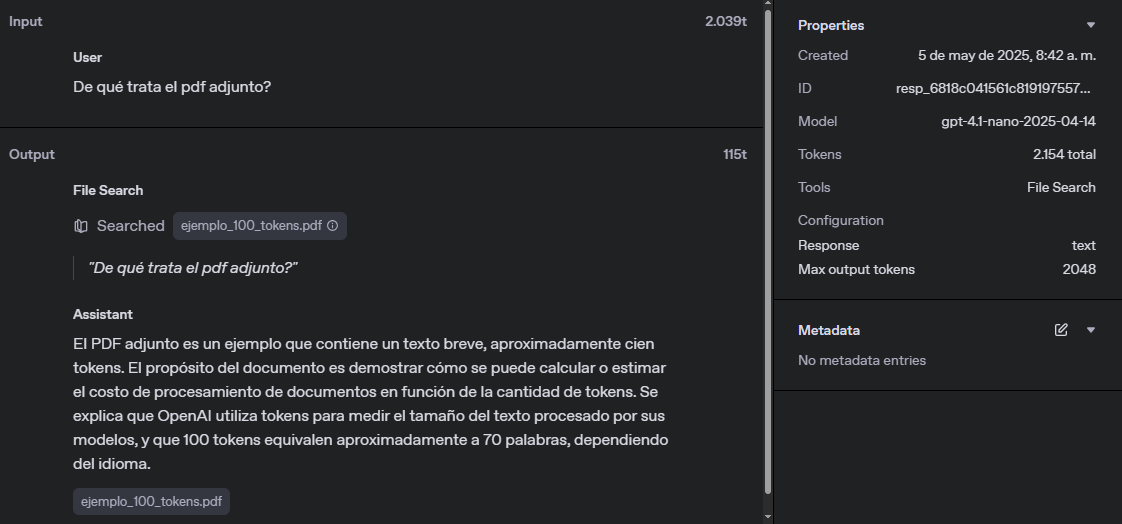 Input 2.039t
User
De qué trata el pdf adjunto?
Output 115t
File Search
Searched ejemplo_100_tokens.pdf
"De qué trata el pdf adjunto?"
Assistant
El PDF adjunto es un ejemplo que contiene un texto breve, aproximadamente cien
tokens. El propósito del documento es demostrar cómo se puede calcular o estimar
el costo de procesamiento de documentos en función de la cantidad de tokens. Se
explica que OpenAI utiliza tokens para medir el tamaño del texto procesado por sus
modelos, y que 100 tokens equivalen aproximadamente a 70 palabras, dependiendo
del idioma.
ejemplo_100_tokens.pdf
Properties
Created 5 de may de 2025, 8:42 a. m.
ID resp_6818c041561c819197557...
Model gpt-4.1-nano-2025-04-14
Tokens 2.154 total
Tools File Search
Configuration
Response text
Max output tokens 2048
Metadata
No metadata entries